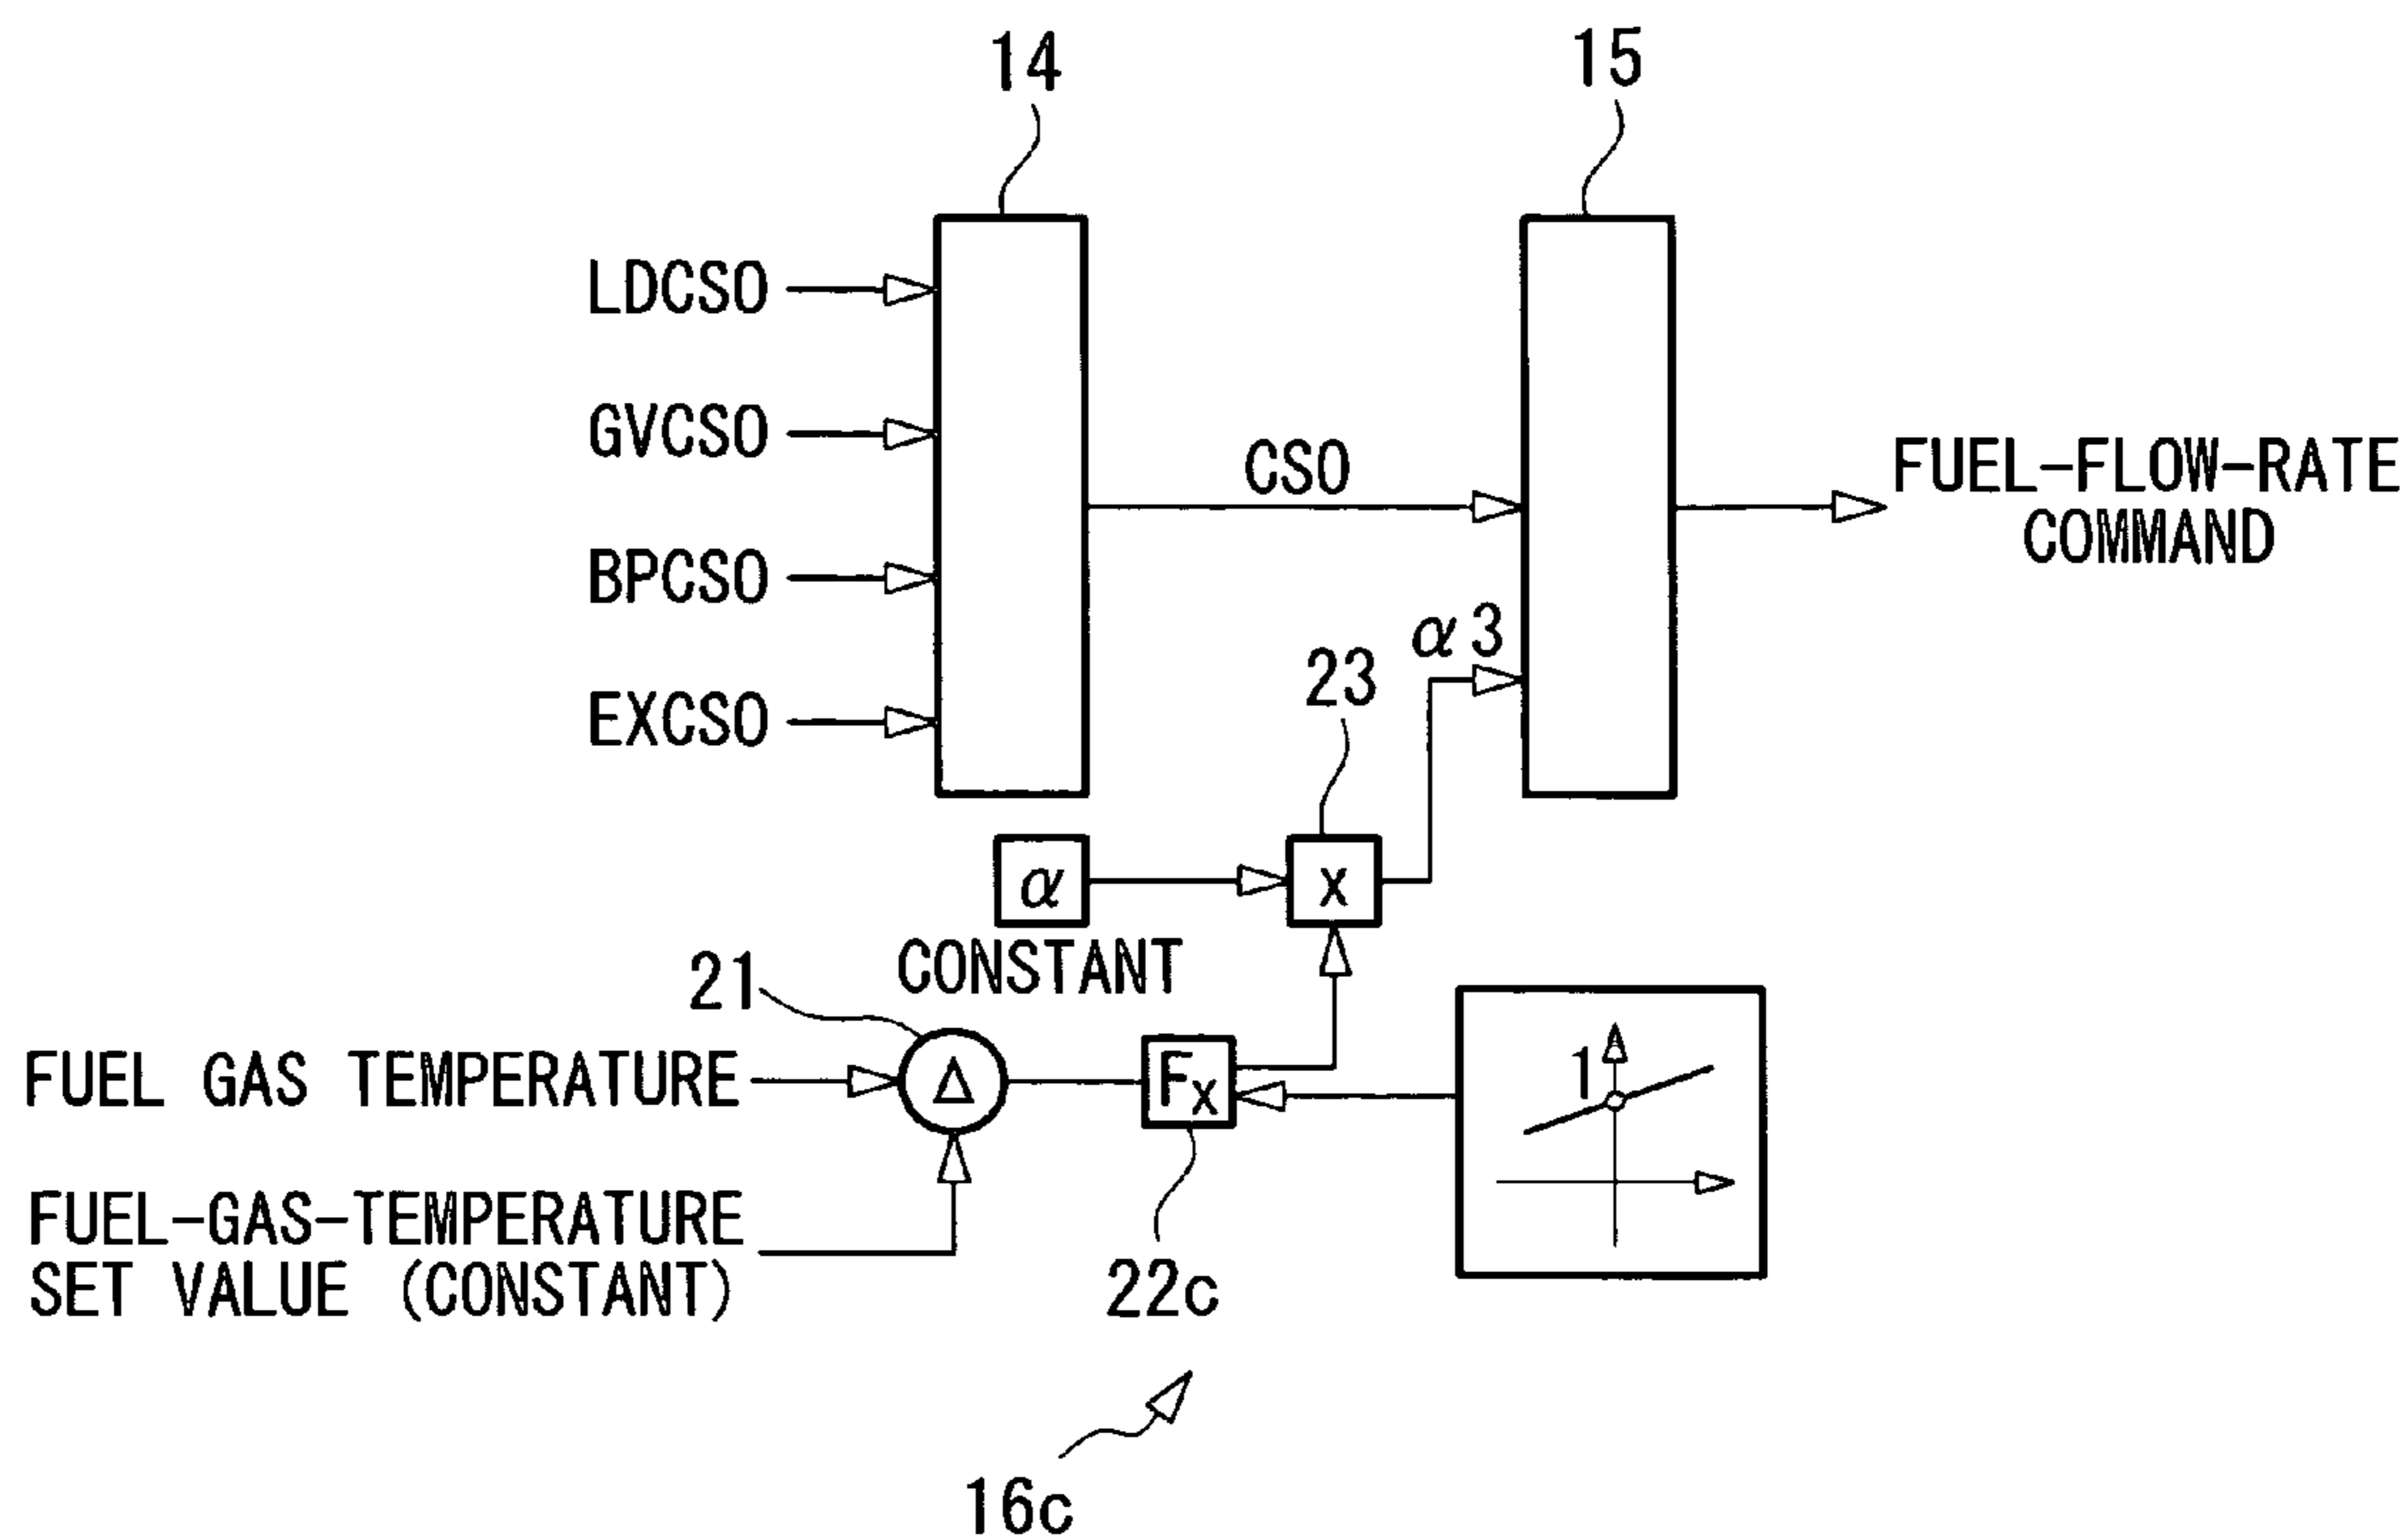 14
15
LDCSO
GVCSO
CSO
FUEL-FLOW-RATE
COMMAND
BPCSO
α3
23
EXCSO
α
x
CONSTANT
21
1
FUEL GAS TEMPERATURE
Δ
Fx
FUEL-GAS-TEMPERATURE
SET VALUE (CONSTANT)
22c
16c